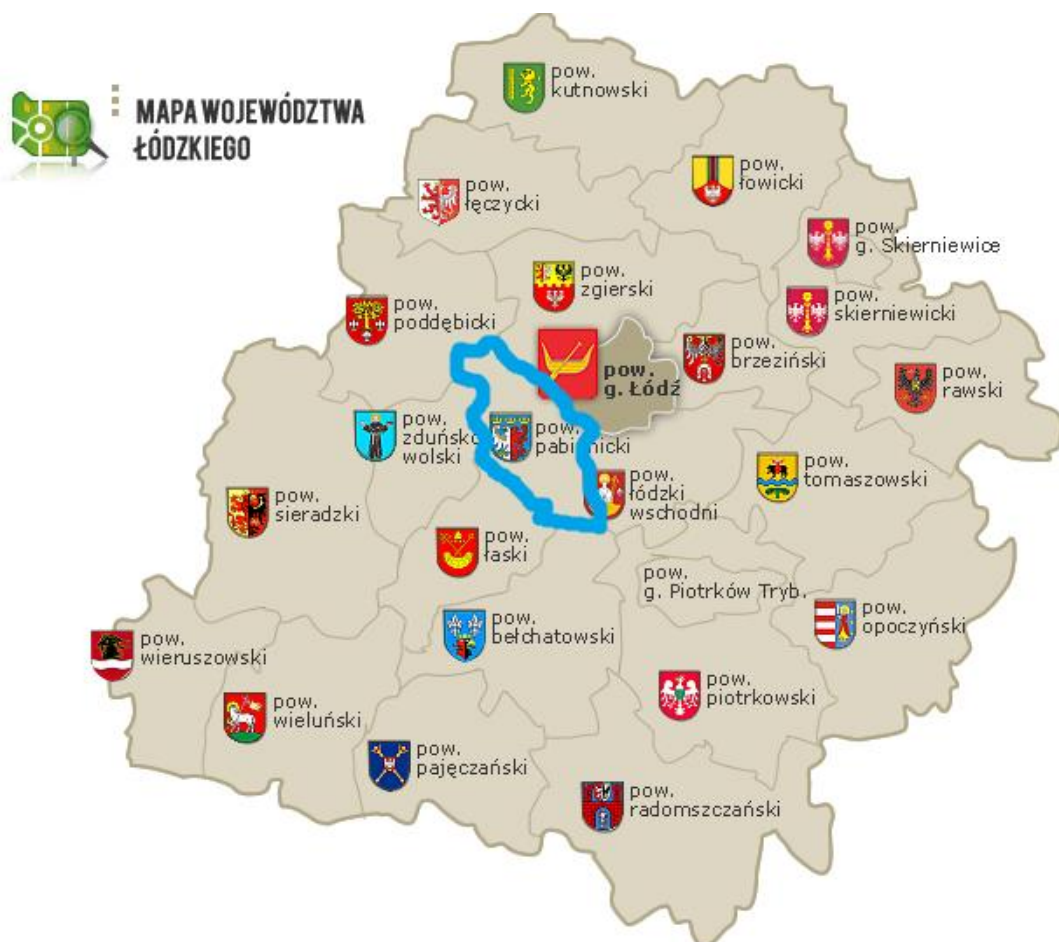 MAPA WOJEWÓDZTWA
ŁÓDZKIEGO
pow.
kutnowski
pow.
łowicki
pow.
łęczycki
pow.
g. Skierniewice
pow.
zgierski
pow.
skierniewicki
pow.
poddębicki
pow.
brzeziński
pow.
g. Łódź
pow.
rawski
pow.
zduńsko
wolski
pow.
pabianicki
pow.
tomaszowski
pow.
łódzki
wschodni
pow.
sieradzki
pow.
łaski
pow.
g. Piotrków Tryb.
pow.
opoczyński
pow.
bełchatowski
pow.
wieruszowski
pow.
piotrkowski
pow.
wieluński
pow.
pajęczański
pow.
radomszczański